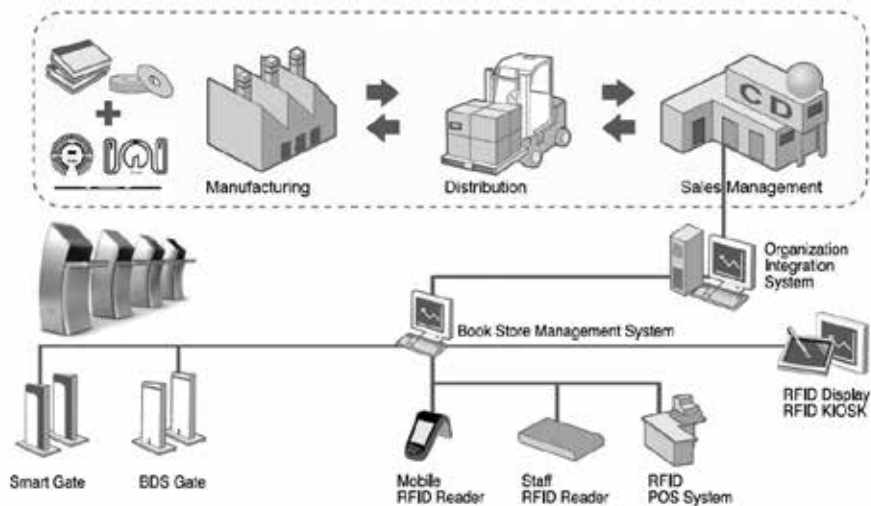 CD
Manufacturing
Distribution
Sales Management
Organization
Integration
System
Book Store Management System
RFID Display
RFID KIOSK
Smart Gate
BDS Gate
Mobile
RFID Reader
Staff
RFID Reader
RFID
POS System